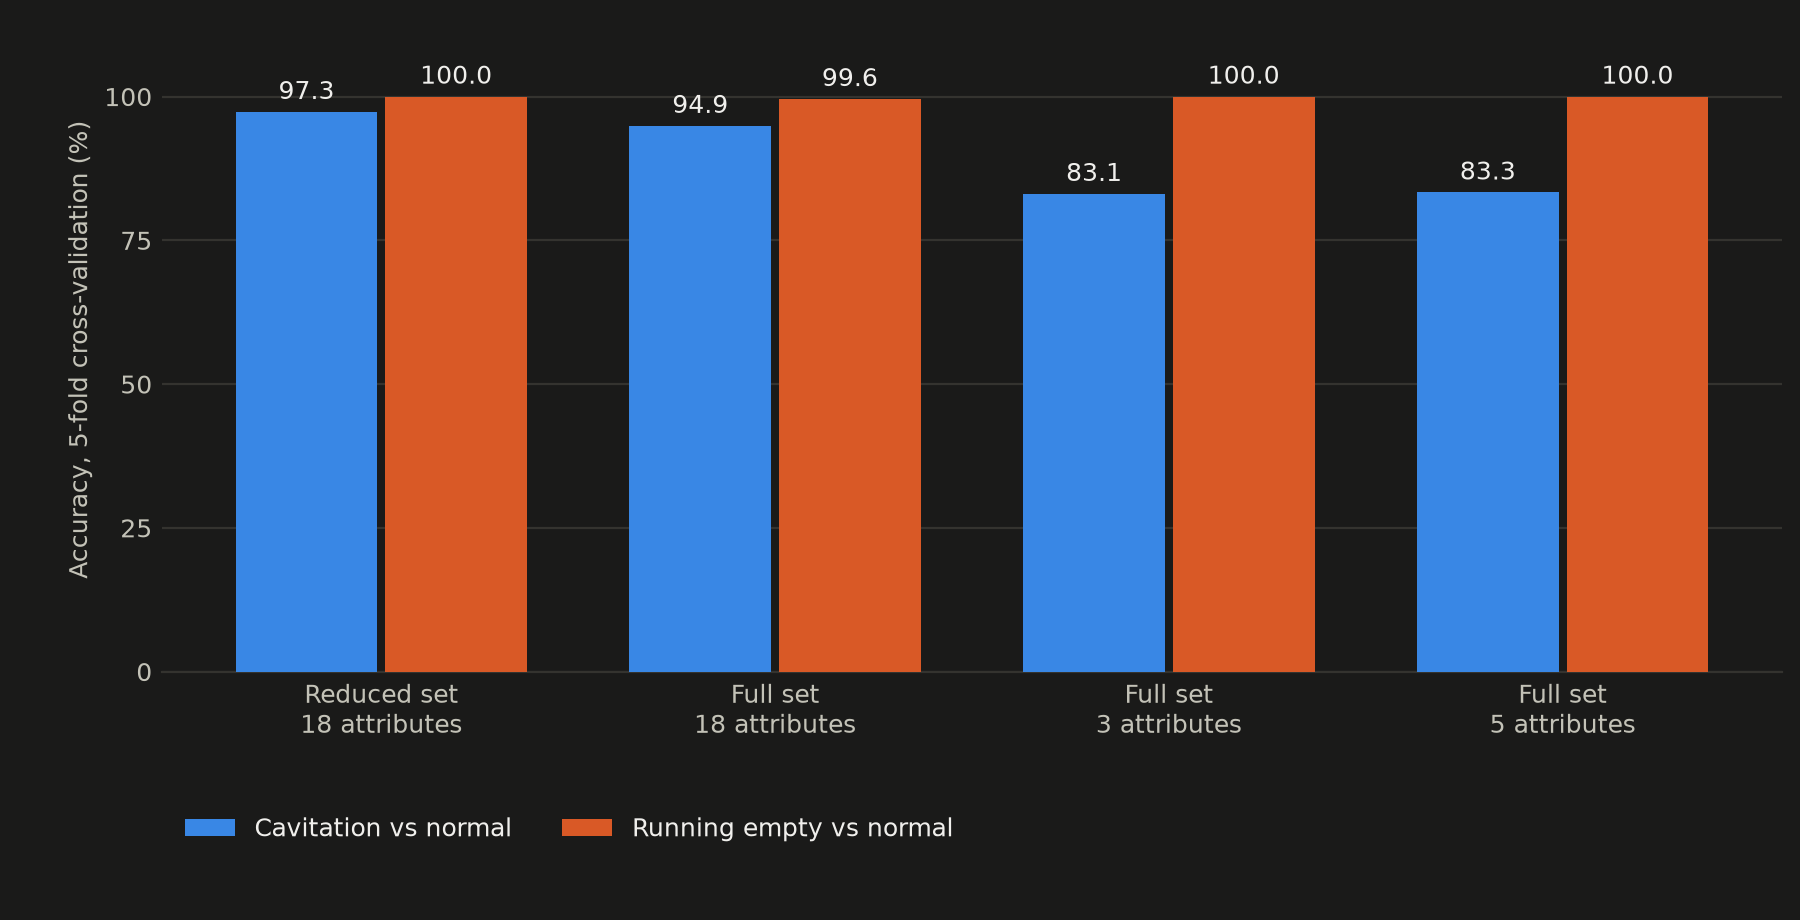 97.3
100.0
94.9
99.6
83.1
100.0
83.3
100.0
100
75
50
25
0
Accuracy, 5-fold cross-validation (%)
Reduced set
18 attributes
Full set
18 attributes
Full set
3 attributes
Full set
5 attributes
Cavitation vs normal
Running empty vs normal